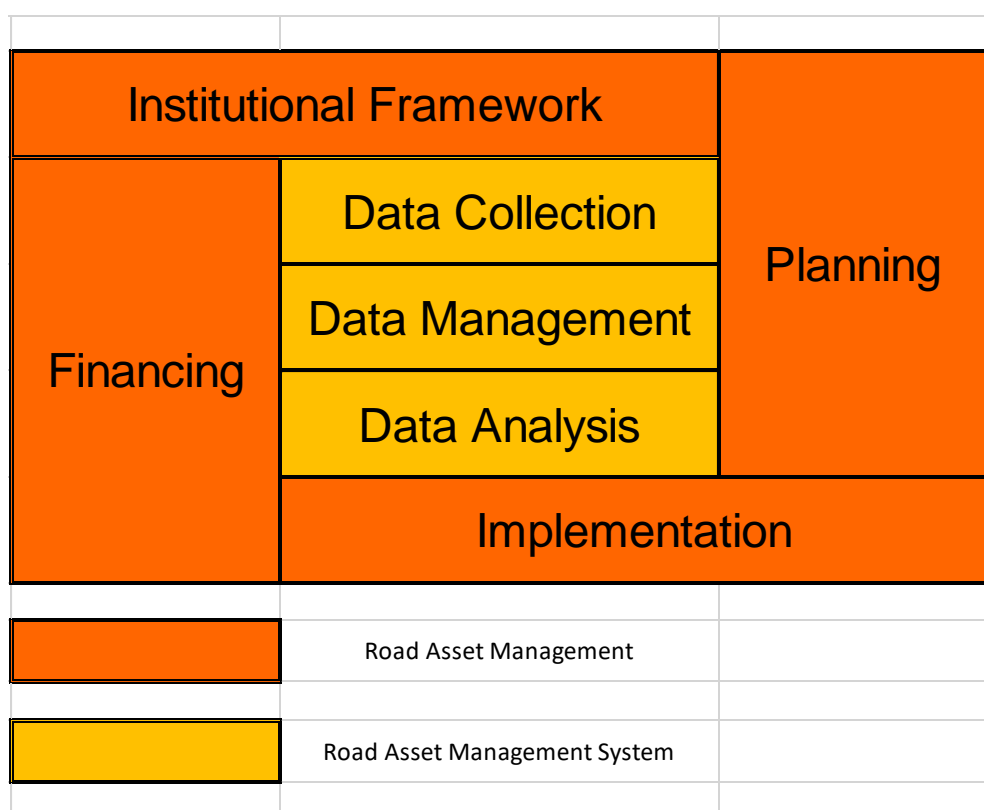 Institutional Framework
Data Collection
Planning
Data Management
Financing
Data Analysis
Implementation
Road Asset Management
Road Asset Management System